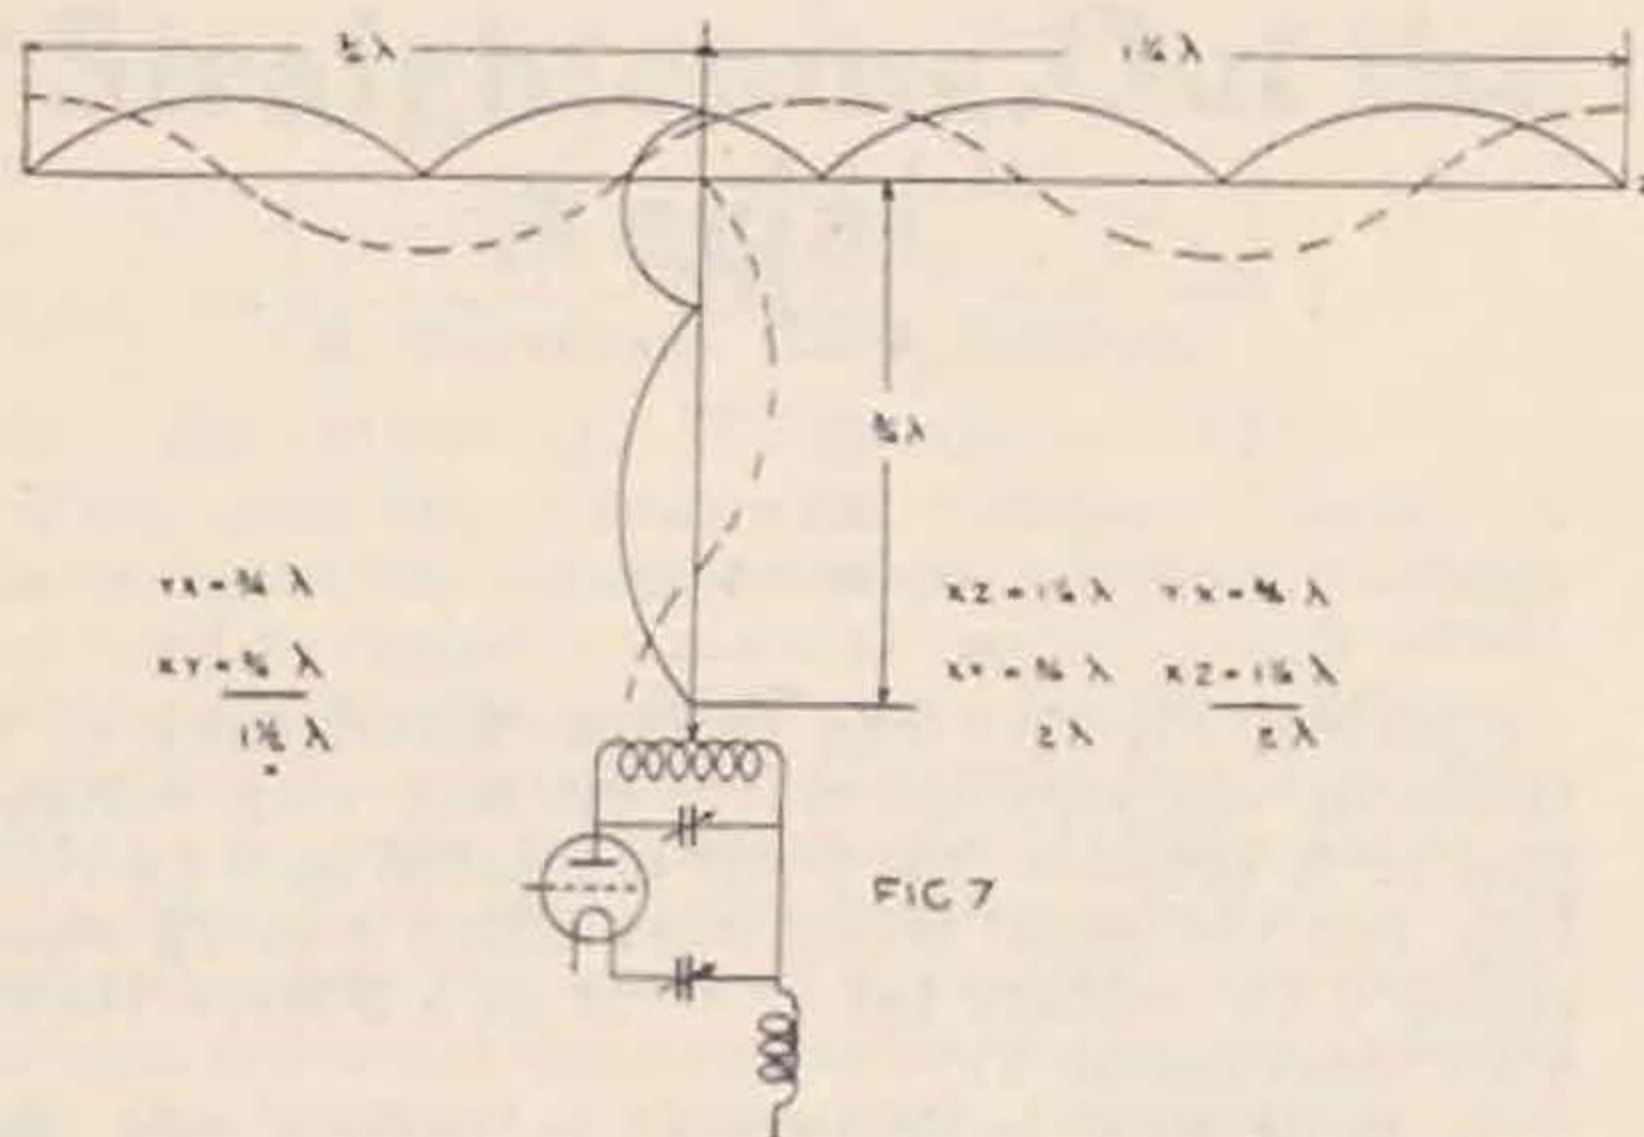 ¾ λ 1¼ λ
¾ λ
YX = ¾ λ
XY = ¾ λ
1½ λ
XZ = 1¼ λ YX = ¾ λ
XY = ¾ λ XZ = 1¼ λ
2 λ 2 λ
FIG 7